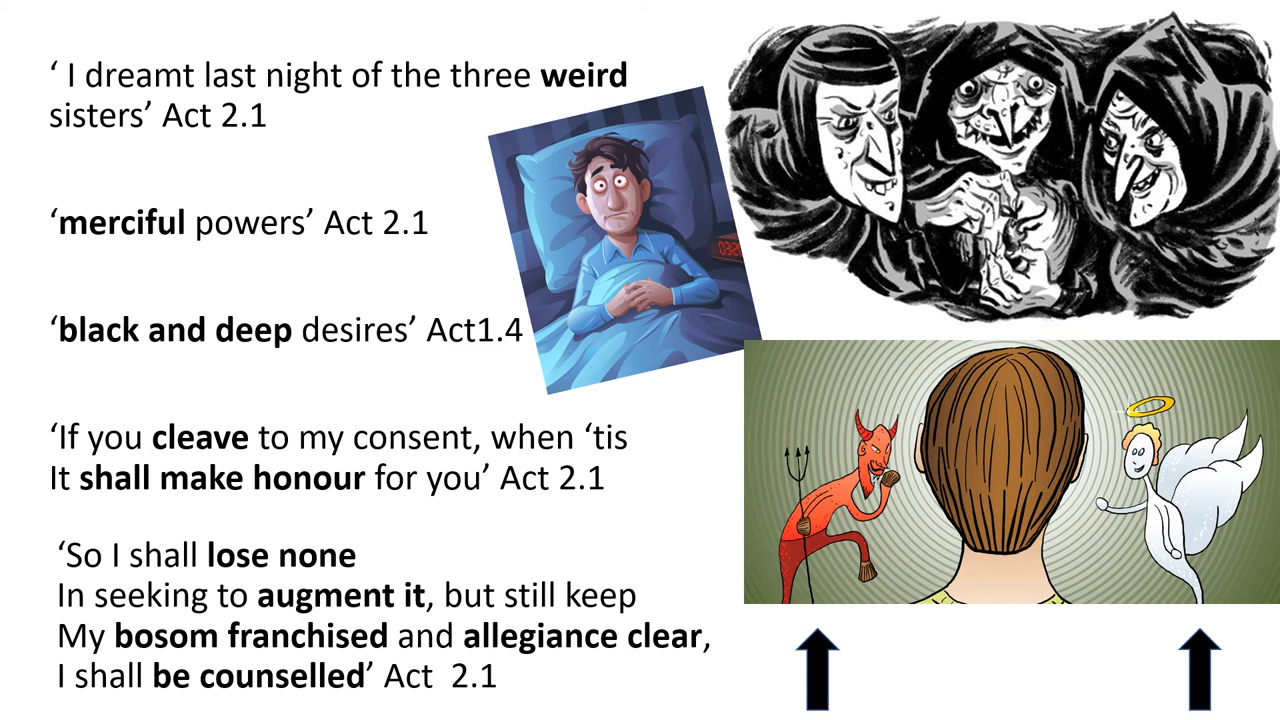 ‘ I dreamt last night of the three weird
sisters’ Act 2.1
‘merciful powers’ Act 2.1
‘black and deep desires’ Act1.4
‘If you cleave to my consent, when ‘tis
It shall make honour for you’ Act 2.1
‘So I shall lose none
In seeking to augment it, but still keep
My bosom franchised and allegiance clear,
I shall be counselled’ Act  2.1